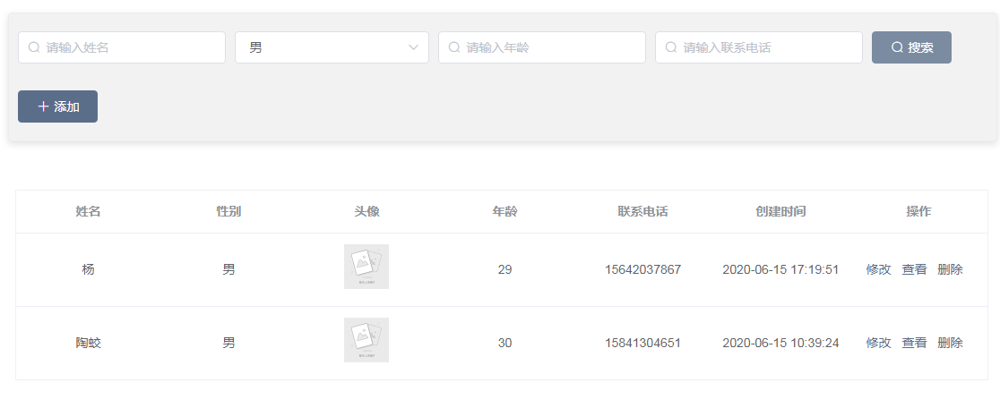 请输入姓名 男 请输入年龄 请输入联系电话 搜索
添加
姓名 性别 头像 年龄 联系电话 创建时间 操作
杨 男 29 15642037867 2020-06-15 17:19:51 修改 查看 删除
陶蛟 男 30 15841304651 2020-06-15 10:39:24 修改 查看 删除